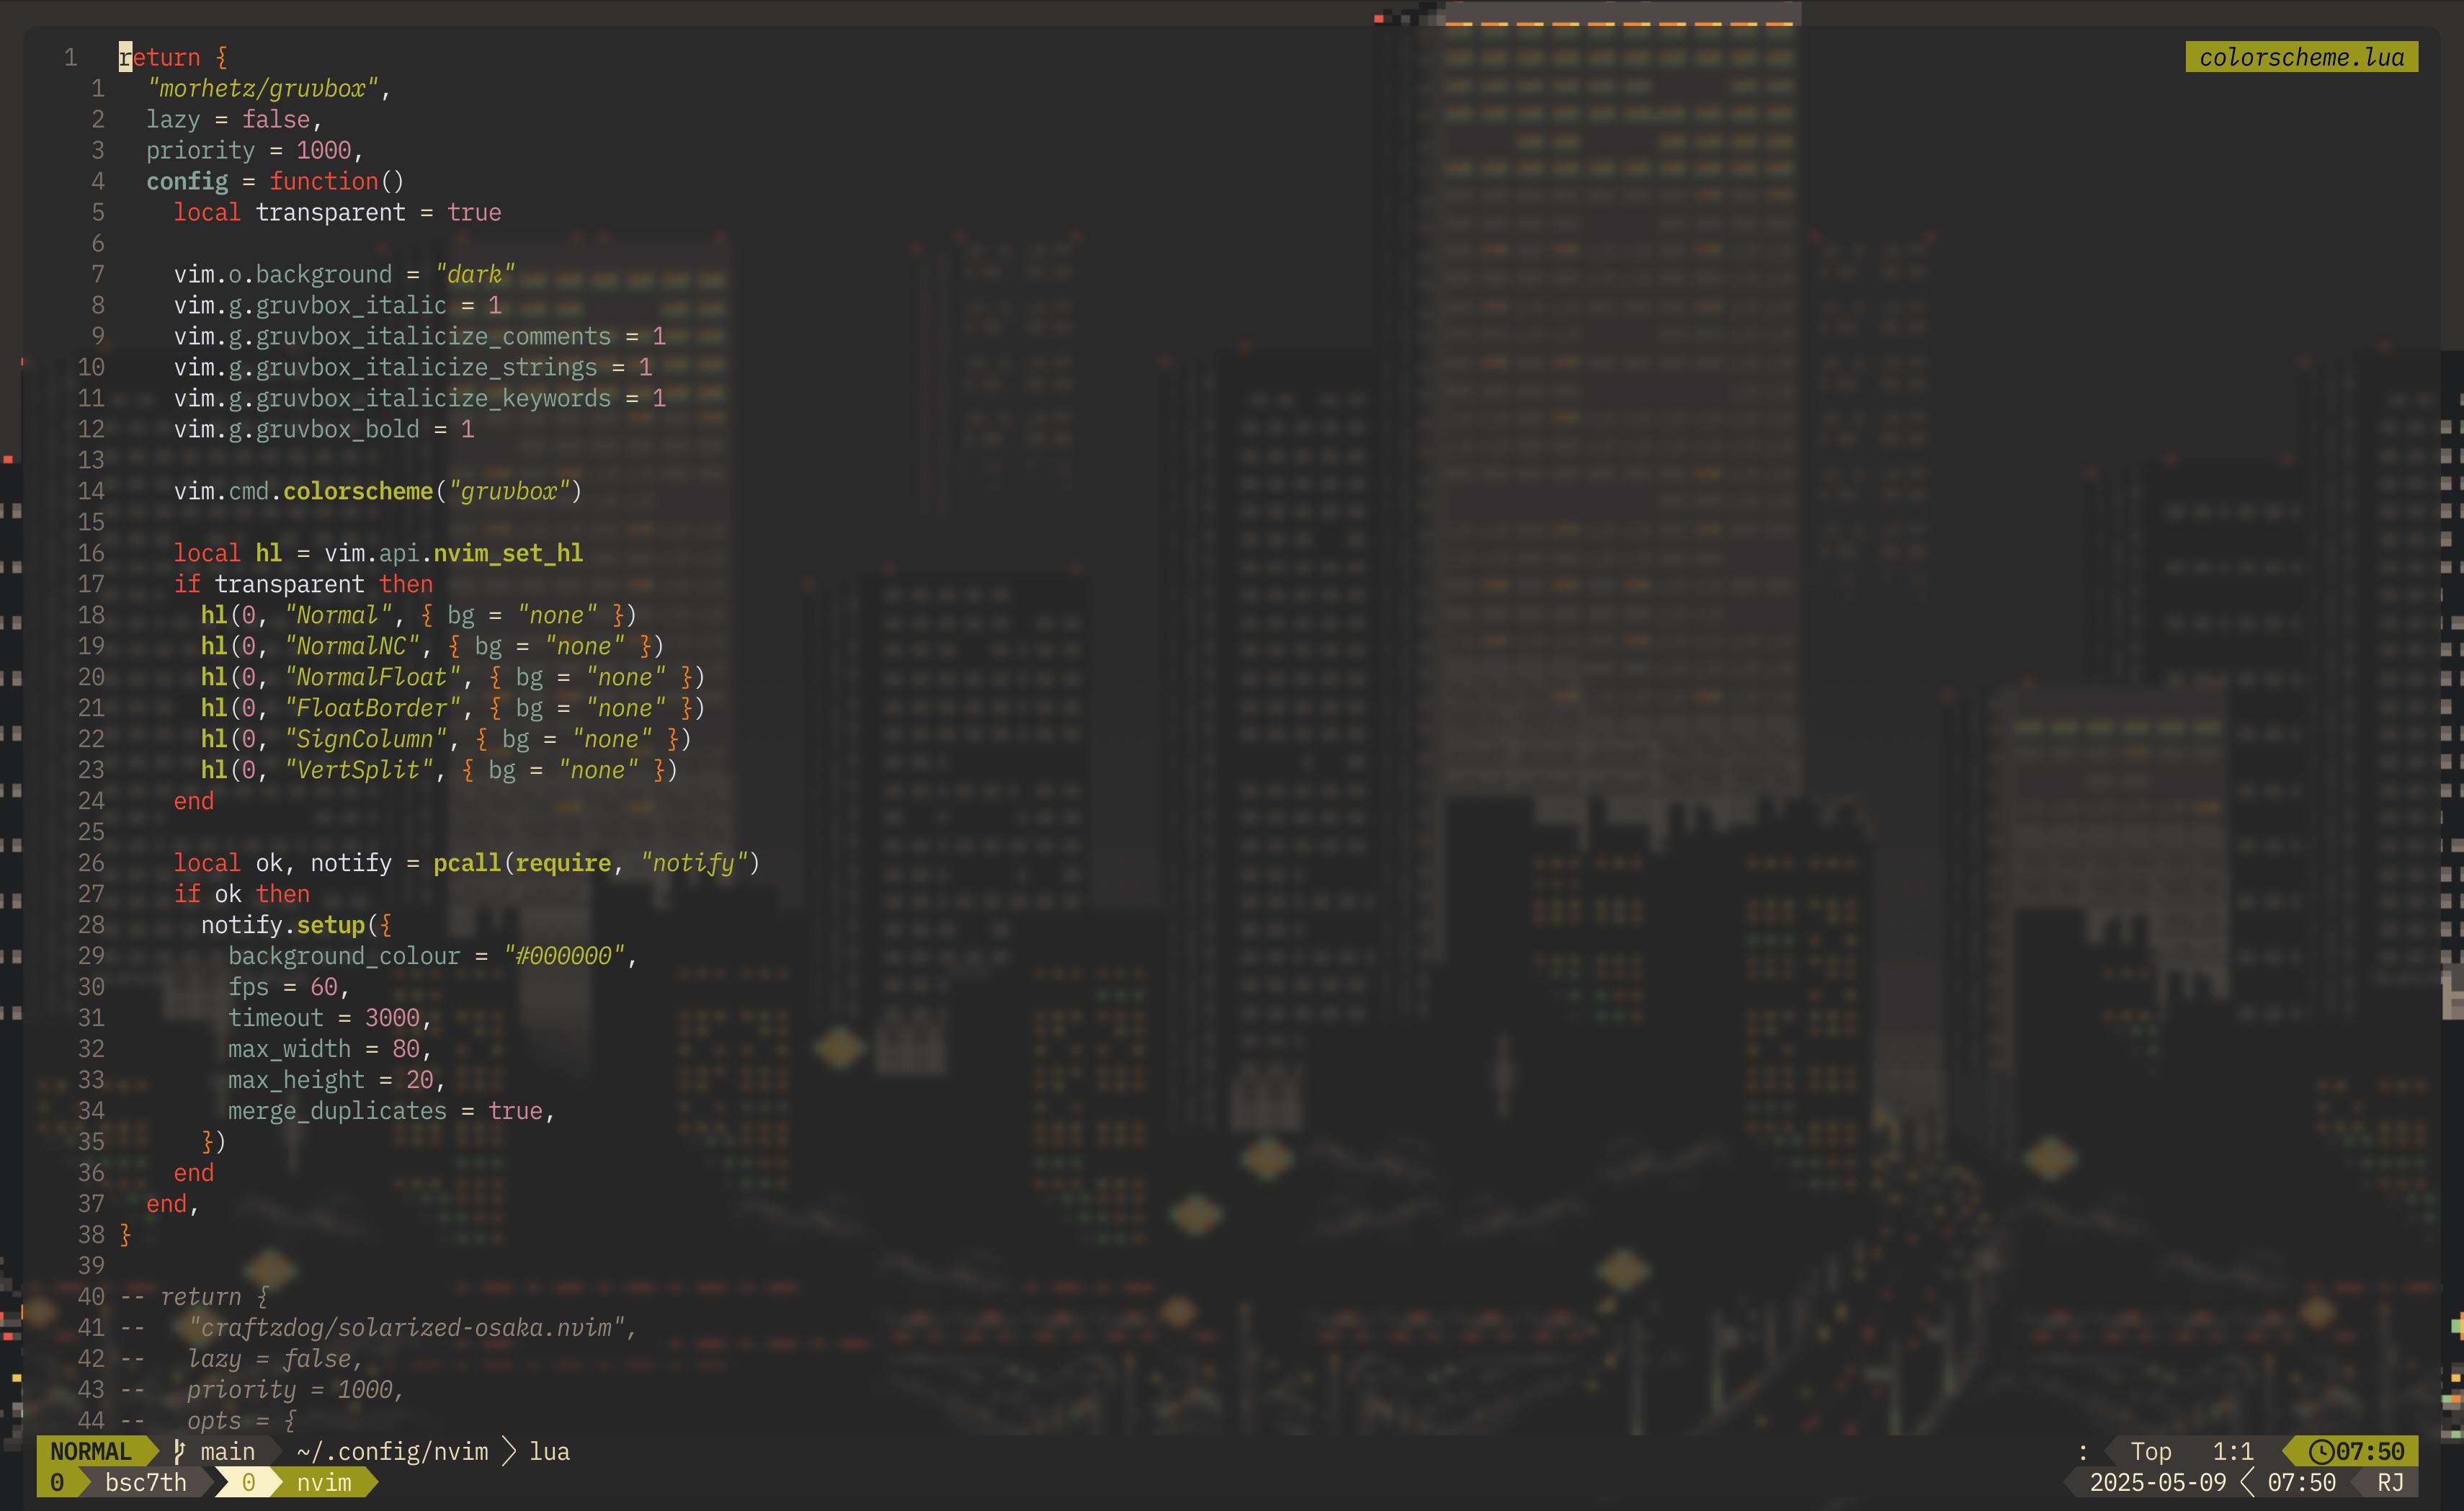 colorscheme.lua
1 return {
1 "morhetz/gruvbox",
2 lazy = false,
3 priority = 1000,
4 config = function()
5 local transparent = true
6
7 vim.o.background = "dark"
8 vim.g.gruvbox_italic = 1
9 vim.g.gruvbox_italicize_comments = 1
10 vim.g.gruvbox_italicize_strings = 1
11 vim.g.gruvbox_italicize_keywords = 1
12 vim.g.gruvbox_bold = 1
13
14 vim.cmd.colorscheme("gruvbox")
15
16 local hl = vim.api.nvim_set_hl
17 if transparent then
18 hl(0, "Normal", { bg = "none" })
19 hl(0, "NormalNC", { bg = "none" })
20 hl(0, "NormalFloat", { bg = "none" })
21 hl(0, "FloatBorder", { bg = "none" })
22 hl(0, "SignColumn", { bg = "none" })
23 hl(0, "VertSplit", { bg = "none" })
24 end
25
26 local ok, notify = pcall(require, "notify")
27 if ok then
28 notify.setup({
29 background_colour = "#000000",
30 fps = 60,
31 timeout = 3000,
32 max_width = 80,
33 max_height = 20,
34 merge_duplicates = true,
35 })
36 end
37 end,
38 }
39
40 -- return {
41 -- "craftzdog/solarized-osaka.nvim",
42 -- lazy = false,
43 -- priority = 1000,
44 -- opts = {
NORMAL main ~/.config/nvim lua : Top 1:1 07:50
0 bsc7th 0 nvim 2025-05-09 07:50 RJ